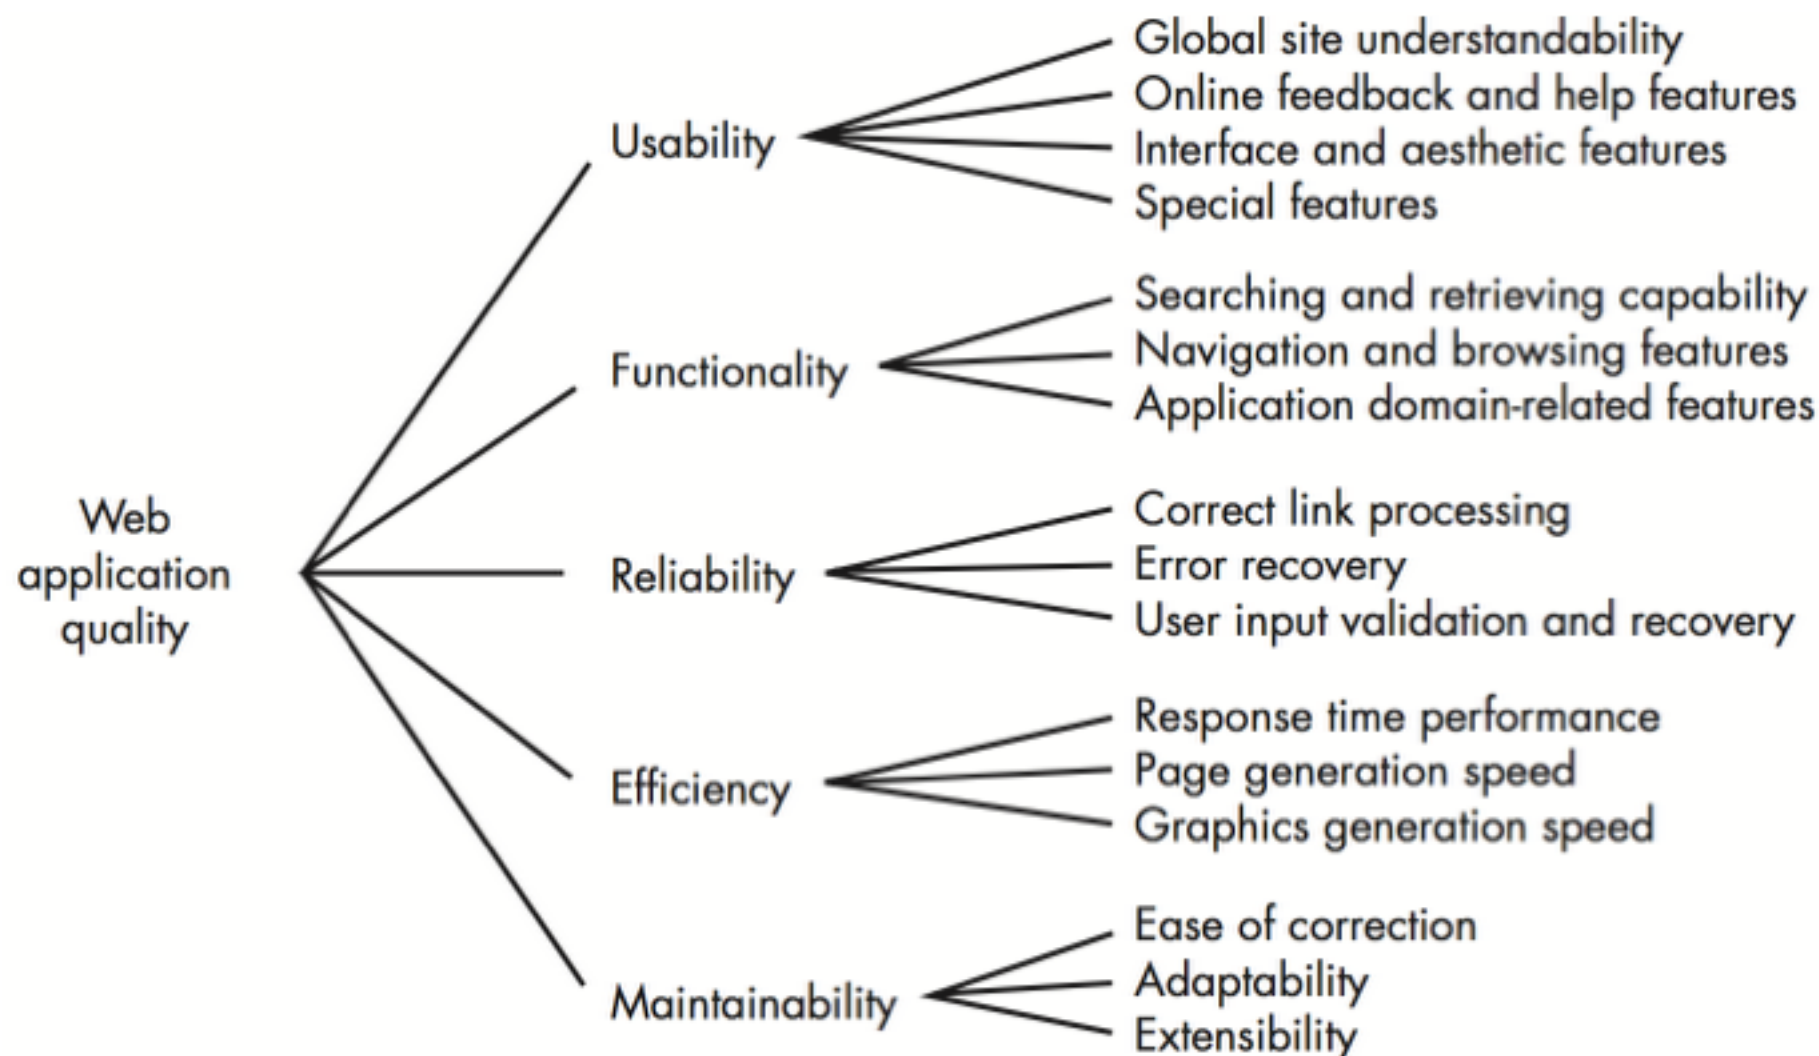 Web
application
quality
Usability
Global site understandability
Online feedback and help features
Interface and aesthetic features
Special features
Functionality
Searching and retrieving capability
Navigation and browsing features
Application domain-related features
Reliability
Correct link processing
Error recovery
User input validation and recovery
Efficiency
Response time performance
Page generation speed
Graphics generation speed
Maintainability
Ease of correction
Adaptability
Extensibility